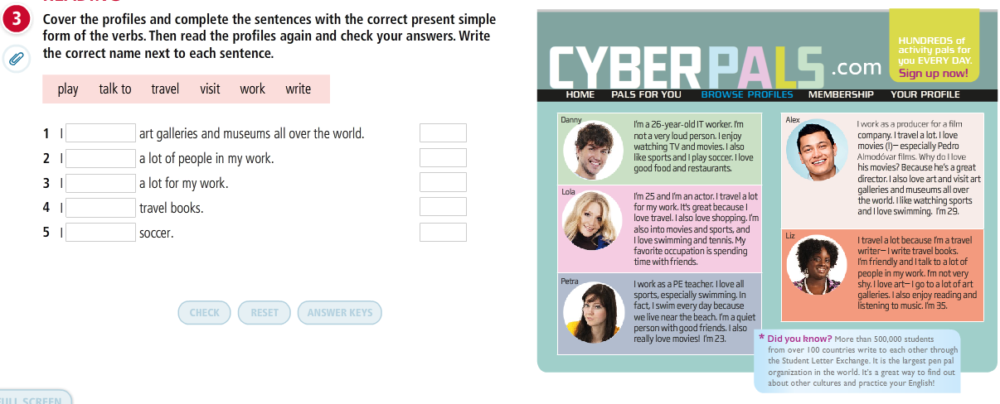 3 Cover the profiles and complete the sentences with the correct present simple
form of the verbs. Then read the profiles again and check your answers. Write
the correct name next to each sentence.
play talk to travel visit work write
1 I art galleries and museums all over the world.
2 I a lot of people in my work.
3 I a lot for my work.
4 I travel books.
5 I soccer.
CHECK RESET ANSWER KEYS
FULL SCREEN
CYBERPALS.com
HUNDREDS of
activity pals for
you EVERY DAY.
Sign up now!
HOME PALS FOR YOU BROWSE PROFILES MEMBERSHIP YOUR PROFILE
Danny
I'm a 26-year-old IT worker. I'm
not a very loud person. I enjoy
watching TV and movies. I also
like sports and I play soccer. I love
good food and restaurants.
Lola
I'm 25 and I'm an actor. I travel a lot
for my work. It's great because I
love travel. I also love shopping. I'm
also into movies and sports, and
I love swimming and tennis. My
favorite occupation is spending
time with friends.
Petra
I work as a PE teacher. I love all
sports, especially swimming. In
fact, I swim every day because
we live near the beach. I'm a quiet
person with good friends. I also
really love movies! I'm 23.
Alex
I work as a producer for a film
company. I travel a lot. I love
movies (!)– especially Pedro
Almodóvar films. Why do I love
his movies? Because he's a great
director. I also love art and visit art
galleries and museums all over
the world. I like watching sports
and I love swimming. I'm 29.
Liz
I travel a lot because I'm a travel
writer– I write travel books.
I'm friendly and I talk to a lot of
people in my work. I'm not very
shy. I love art– I go to a lot of art
galleries. I also enjoy reading and
listening to music. I'm 35.
* Did you know? More than 500,000 students
from over 100 countries write to each other through
the Student Letter Exchange. It is the largest pen pal
organization in the world. It's a great way to find out
about other cultures and practice your English!